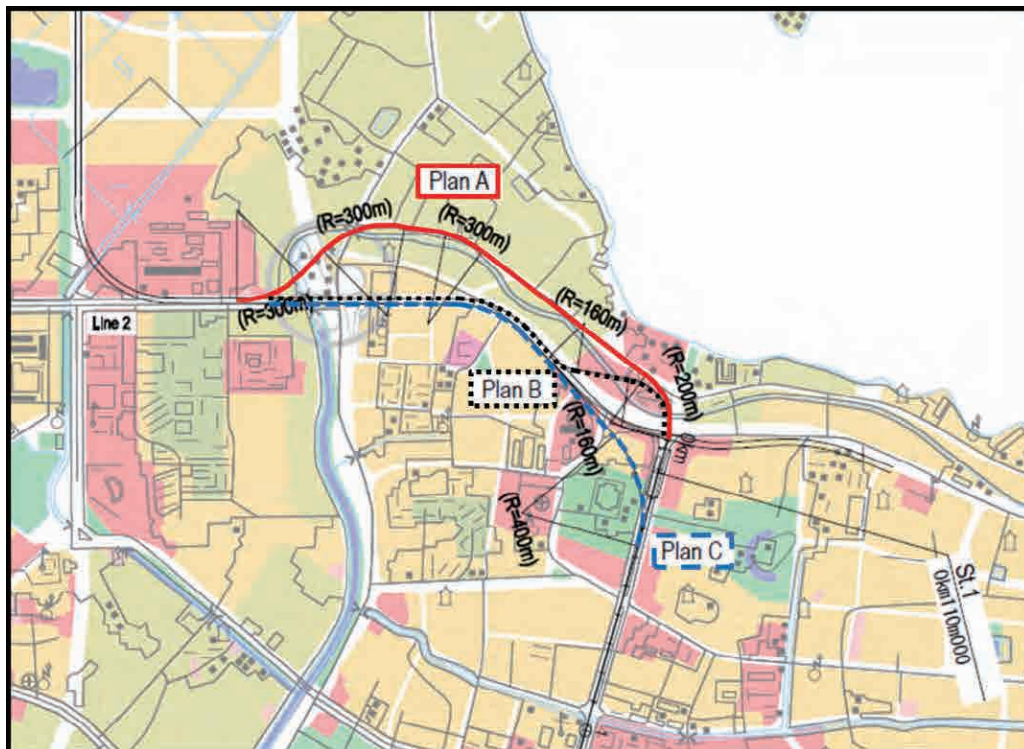 Plan A
(R=300m)
(R=300m)
(R=300m)
Line 2
(R=160m)
Plan B
(R=200m)
(R=160m)
0km
(R=400m)
Plan C
St.1
0km110m000